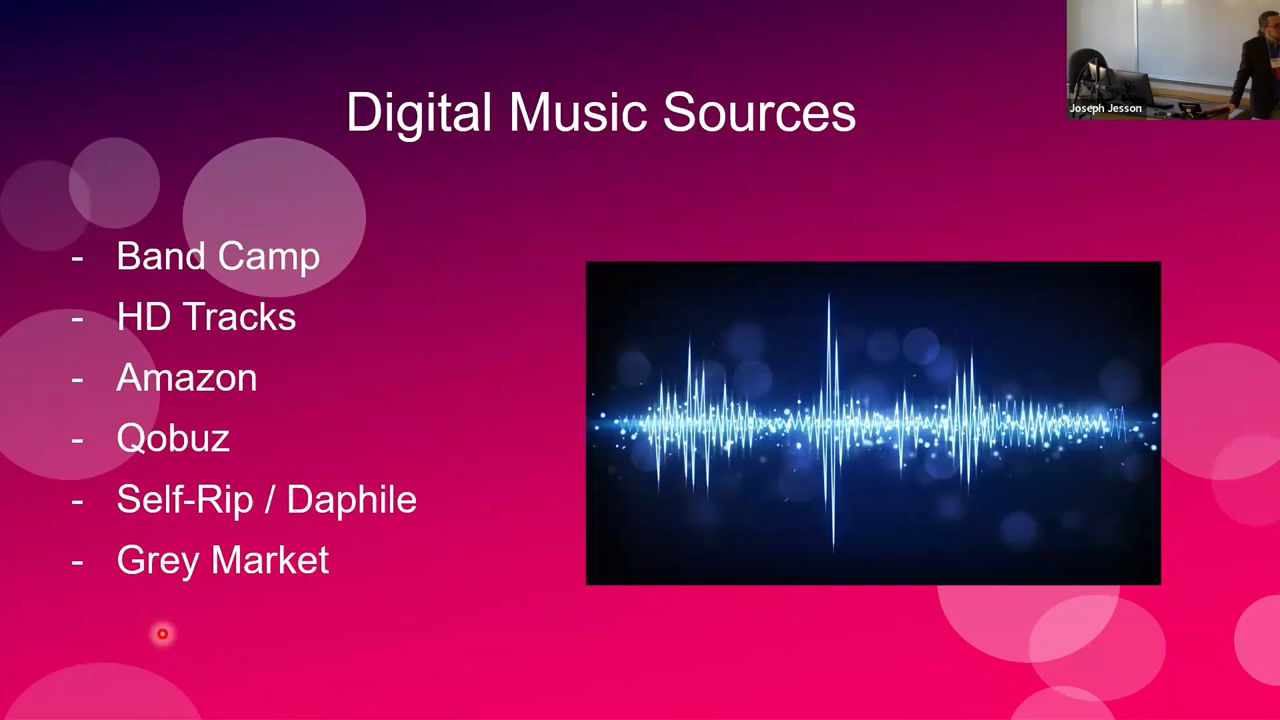 Joseph Jesson
Digital Music Sources
- Band Camp
- HD Tracks
- Amazon
- Qobuz
- Self-Rip / Daphile
- Grey Market